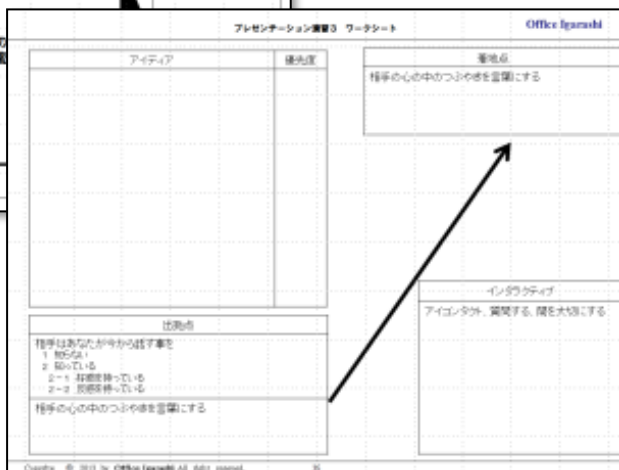 プレゼンテーション演習3 ワークシート
Office Igarashi
アイディア
優先度
着地点
相手の心の中のつぶやきを言葉にする
出発点
相手はあなたが今から話す事を
1 知らない
2 知っている
2-1 好感を持っている
2-2 反感を持っている
相手の心の中のつぶやきを言葉にする
インタラクティブ
アイコンタクト、質問する、間を大切にする
by Office Igarashi All rights reserved.